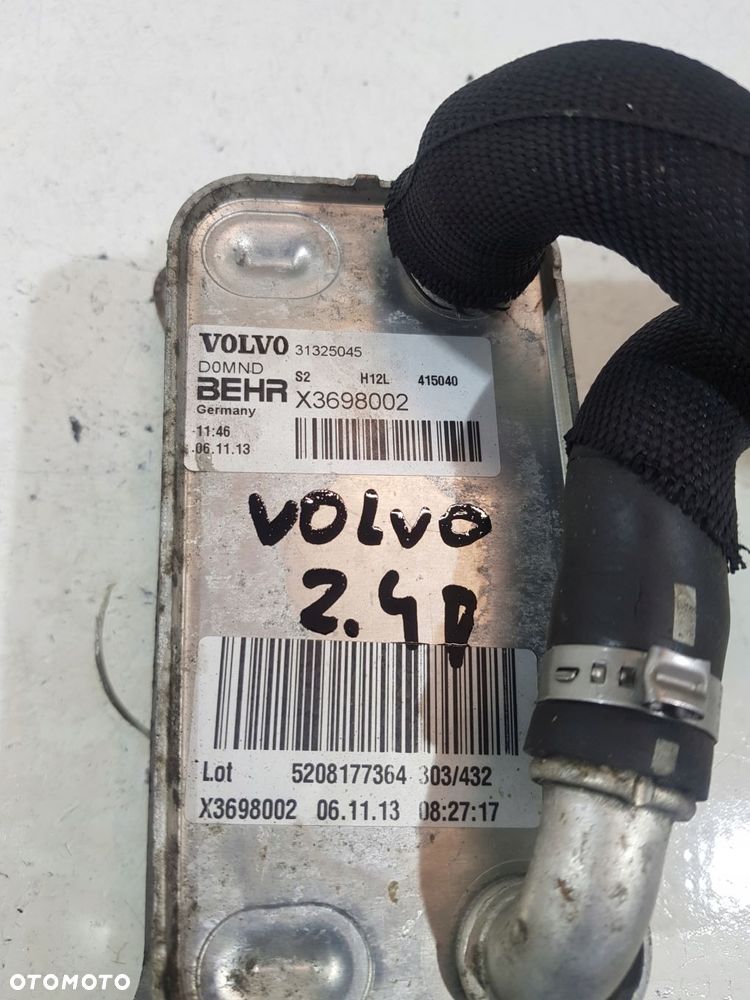 VOLVO 31325045
D0MND
S2 H12L 415040
BEHR X3698002
Germany
11:46
06.11.13
VOLVO
2.4D
Lot 5208177364 303/432
X3698002 06.11.13 08:27:17
OTOMOTO